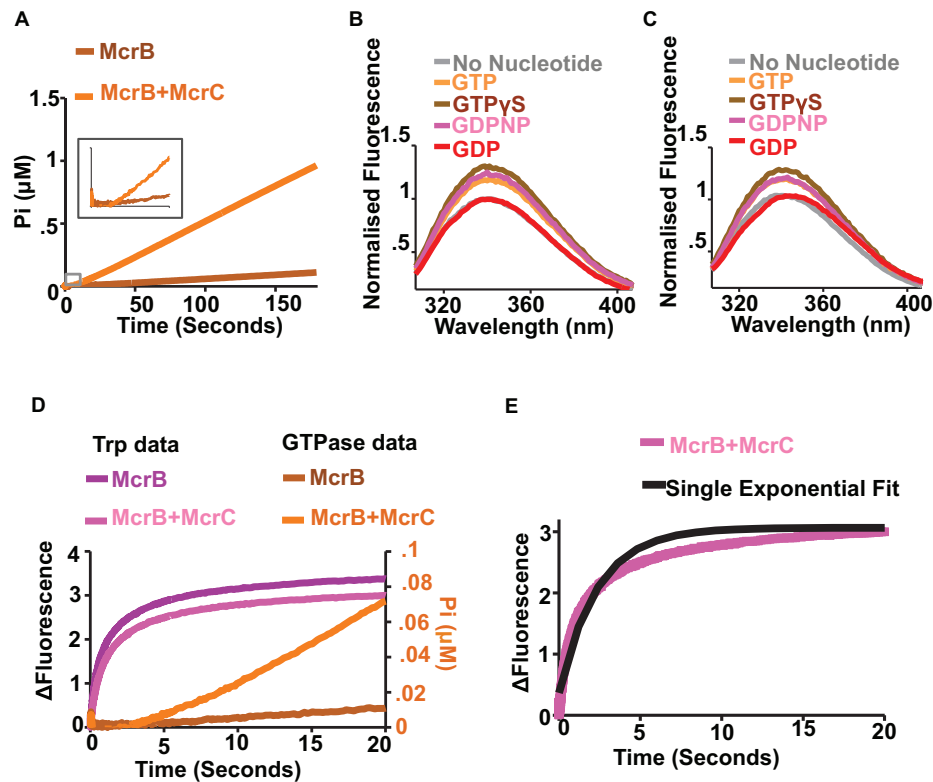 A
McrB
McrB+McrC
1.5
1
.5
0
Pi (µM)
0 50 100 150
Time (Seconds)
B
No Nucleotide
GTP
GTPγS
GDPNP
GDP
1.5
1
.5
Normalised Fluorescence
320 360 400
Wavelength (nm)
C
No Nucleotide
GTP
GTPγS
GDPNP
GDP
1.5
1
.5
Normalised Fluorescence
320 360 400
Wavelength (nm)
D
Trp data GTPase data
McrB McrB
McrB+McrC McrB+McrC
4
3
2
1
0
ΔFluorescence
.1
.08
.06
.04
.02
0
Pi (µM)
0 5 10 15 20
Time (Seconds)
E
McrB+McrC
Single Exponential Fit
3
2
1
0
ΔFluorescence
0 5 10 15 20
Time (Seconds)